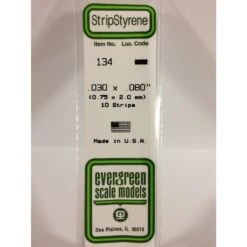 StripStyrene
Item No. Loc. Code
134
.030 x .080"
(0.75 x 2.0 mm)
10 Strips
Made in U.S.A.
evergreen
scale models
Des Plaines, IL 60018